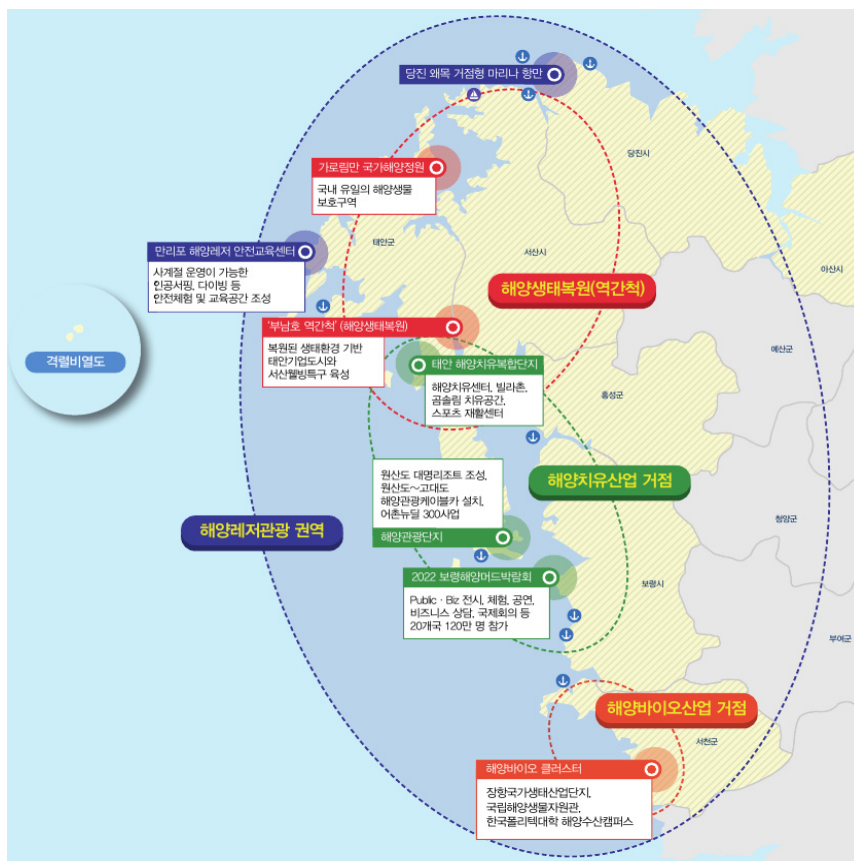 당진 왜목 거점형 마리나 항만
당진시
가로림만 국가해양정원
국내 유일의 해양생물
보호구역
태안군
서산시
만리포 해양레저 안전교육센터
사계절 운영이 가능한
인공서핑, 다이빙 등
안전체험 및 교육공간 조성
아산시
해양생태복원(역간척)
'부남호 역간척' (해양생태복원)
복원된 생태환경 기반
태안기업도시와
서산웰빙특구 육성
격렬비열도
예산군
태안 해양치유복합단지
해양치유센터, 빌라촌,
곰솔림 치유공간,
스포츠 재활센터
홍성군
원산도 대명리조트 조성,
원산도~고대도
해양관광케이블카 설치,
어촌뉴딜 300사업
해양관광단지
해양치유산업 거점
해양레저관광 권역
청양군
2022 보령해양머드박람회
Public · Biz 전시, 체험, 공연,
비즈니스 상담, 국제회의 등
20개국 120만 명 참가
보령시
부여군
해양바이오산업 거점
서천군
해양바이오 클러스터
장항국가생태산업단지,
국립해양생물자원관,
한국폴리텍대학 해양수산캠퍼스